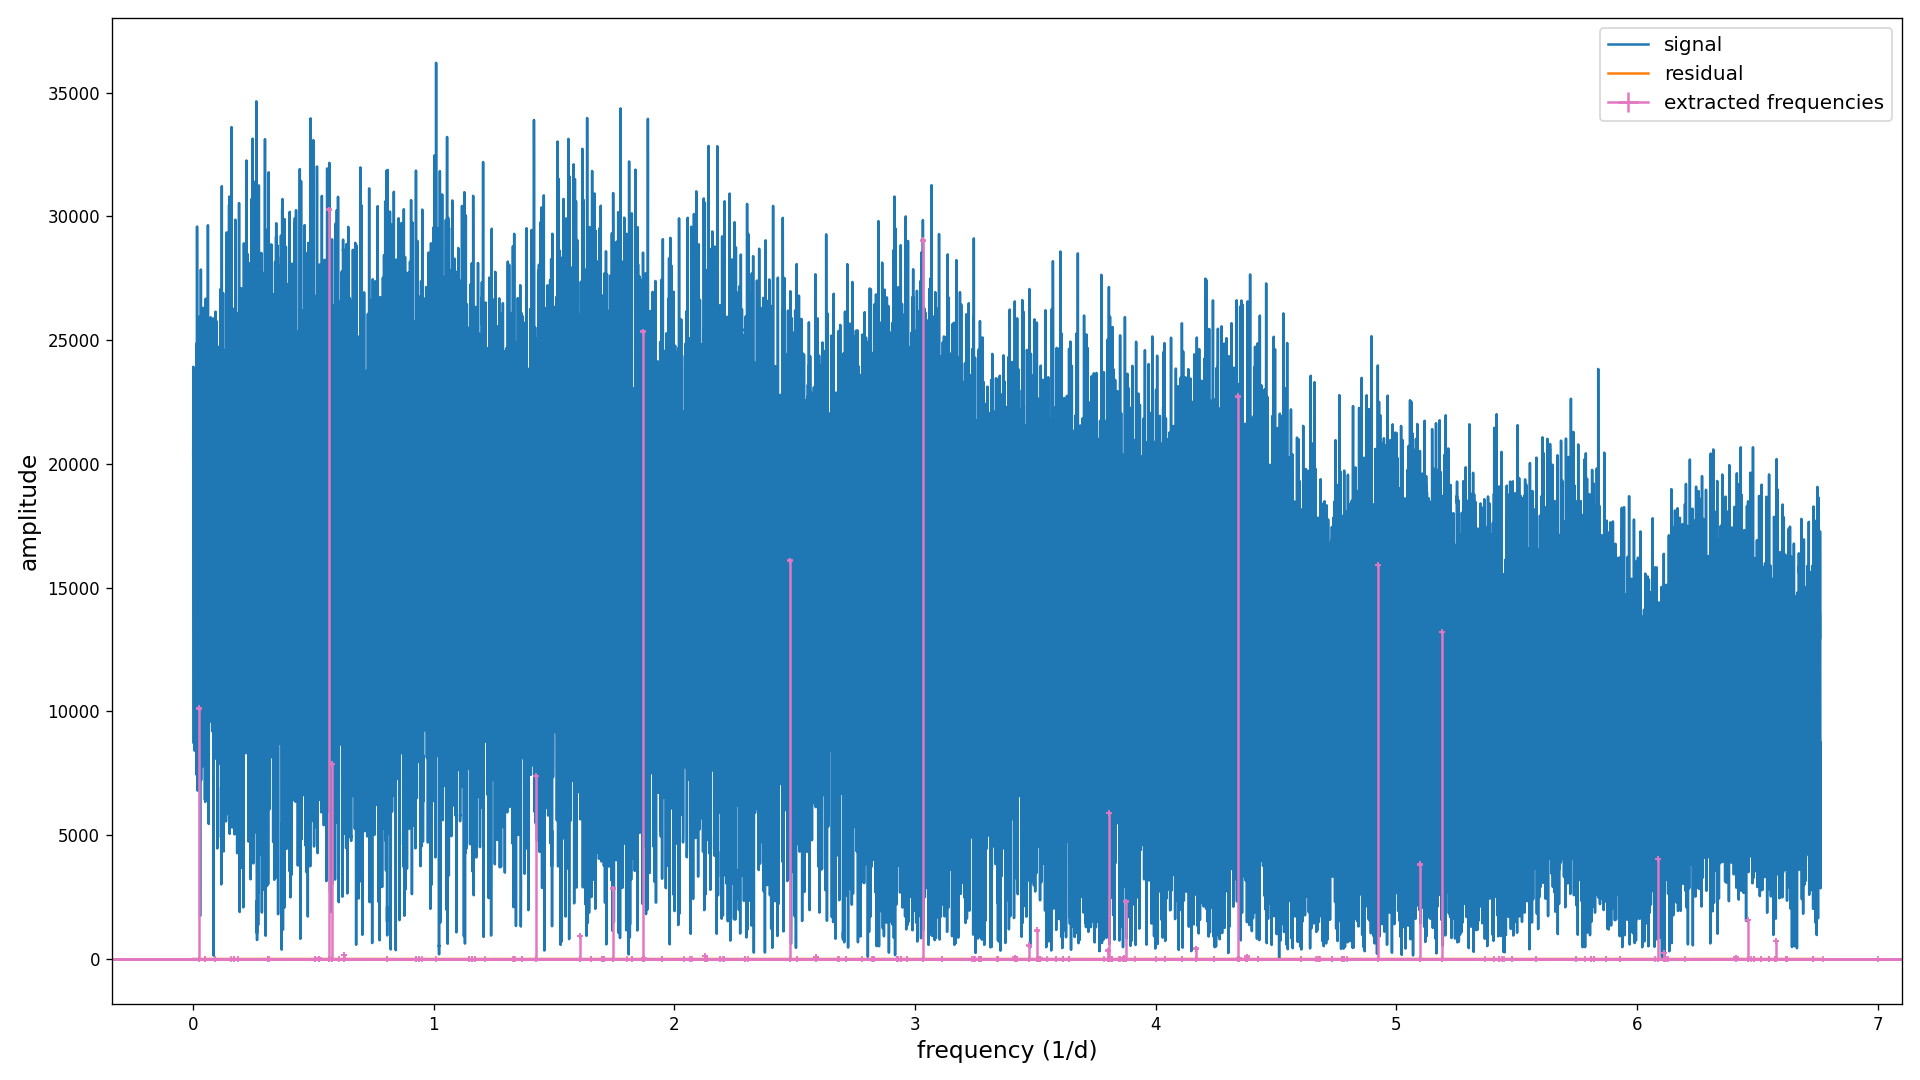 signal
residual
extracted frequencies
amplitude
35000
30000
25000
20000
15000
10000
5000
0
0 1 2 3 4 5 6 7
frequency (1/d)